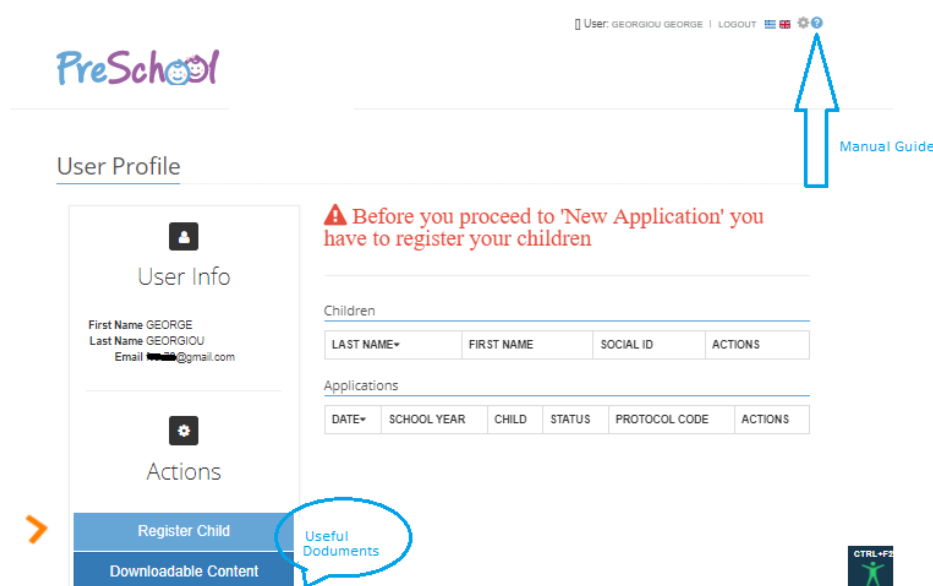 User: GEORGIOU GEORGE | LOGOUT
PreSchool
Manual Guide
User Profile
Before you proceed to 'New Application' you
have to register your children
User Info
First Name GEORGE
Last Name GEORGIOU
Email @gmail.com
Children
LAST NAME FIRST NAME SOCIAL ID ACTIONS
Applications
DATE SCHOOL YEAR CHILD STATUS PROTOCOL CODE ACTIONS
Actions
Register Child
Useful
Doduments
Downloadable Content
CTRL+F2